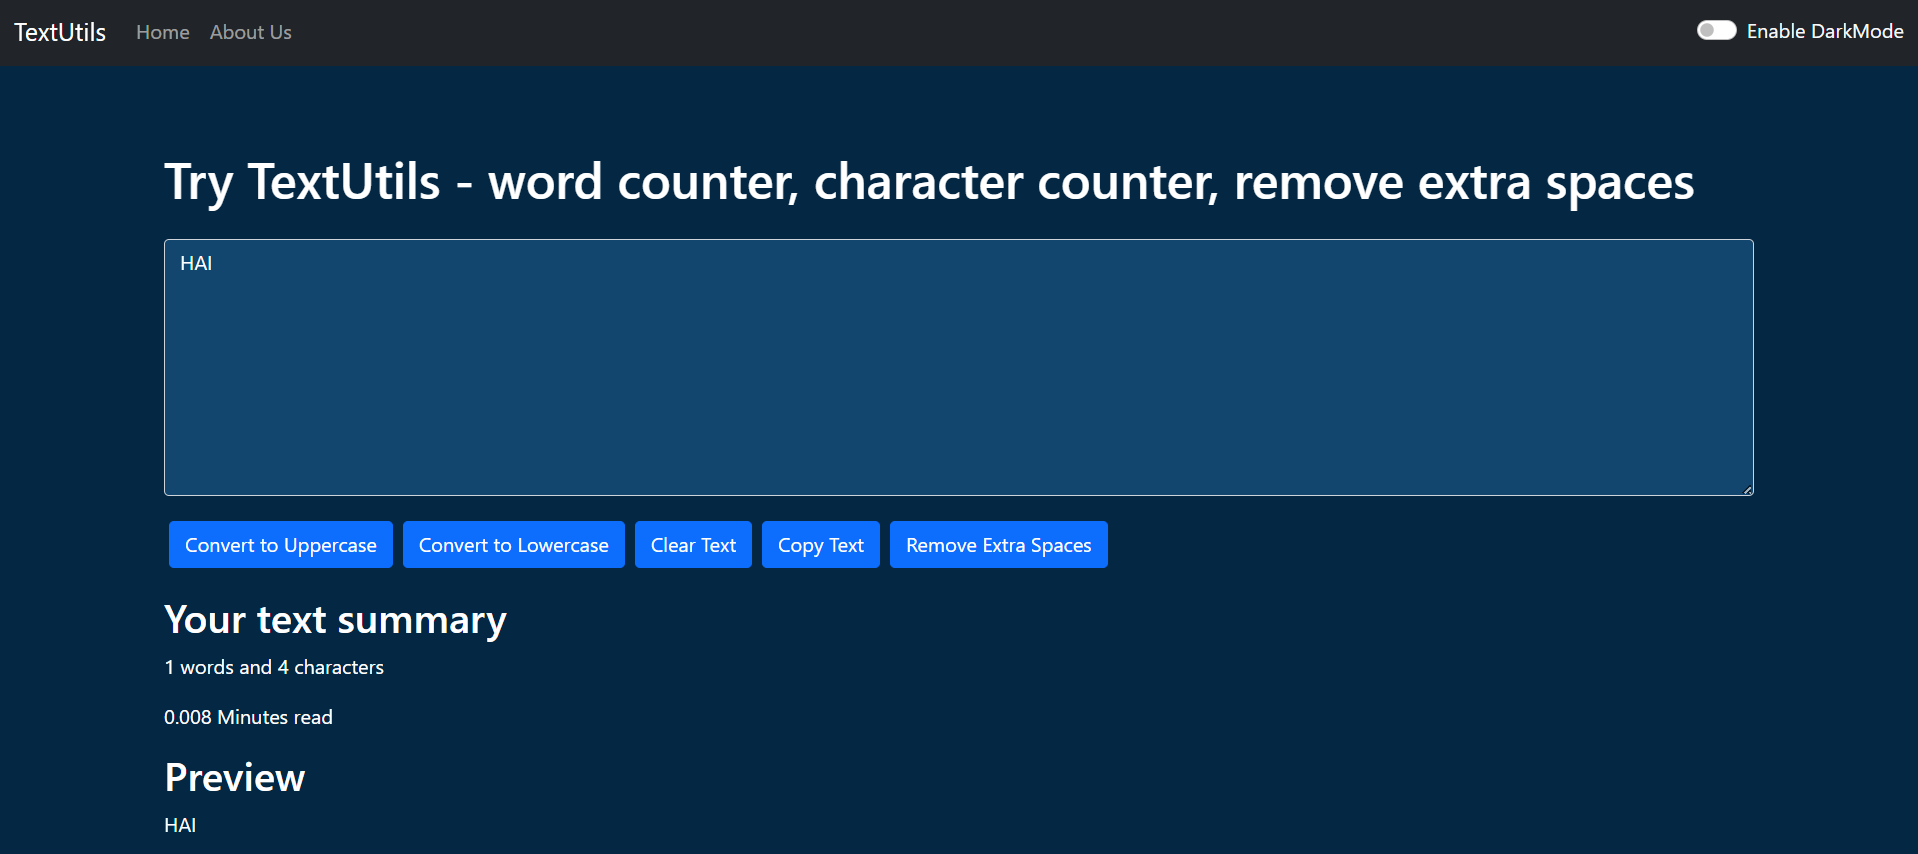 TextUtils Home About Us Enable DarkMode
Try TextUtils - word counter, character counter, remove extra spaces
HAI
Convert to Uppercase Convert to Lowercase Clear Text Copy Text Remove Extra Spaces
Your text summary
1 words and 4 characters
0.008 Minutes read
Preview
HAI